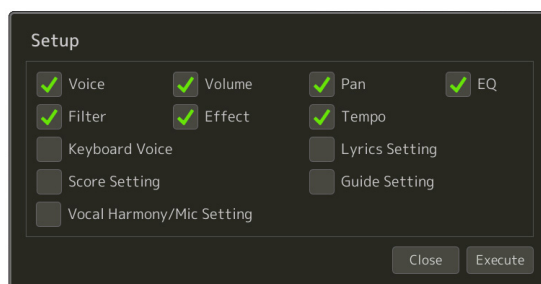 Setup
Voice Volume Pan EQ
Filter Effect Tempo
Keyboard Voice Lyrics Setting
Score Setting Guide Setting
Vocal Harmony/Mic Setting
Close Execute